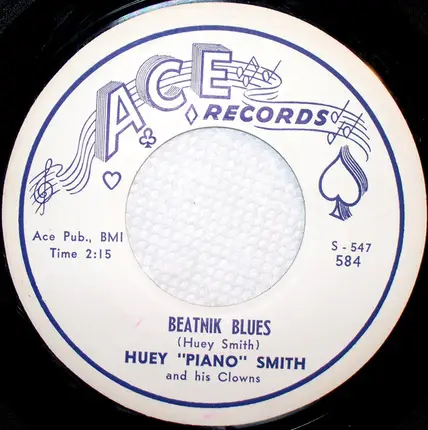 ACE
RECORDS
Ace Pub., BMI
Time 2:15
S - 547
584
BEATNIK BLUES
(Huey Smith)
HUEY "PIANO" SMITH
and his Clowns